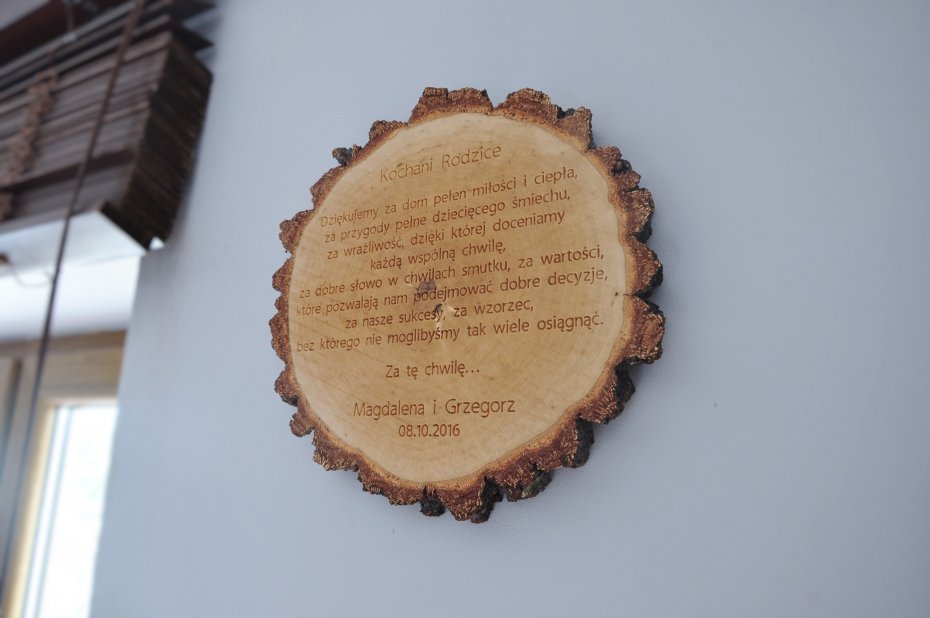 Kochani Rodzice
Dziękujemy za dom pełen miłości i ciepła,
za przygody pełne dziecięcego śmiechu,
za wrażliwość, dzięki której doceniamy
każdą wspólną chwilę,
za dobre słowo w chwilach smutku, za wartości,
które pozwalają nam podejmować dobre decyzje,
za nasze sukcesy, za wzorzec,
bez którego nie moglibyśmy tak wiele osiągnąć.
Za tę chwilę...
Magdalena i Grzegorz
08.10.2016